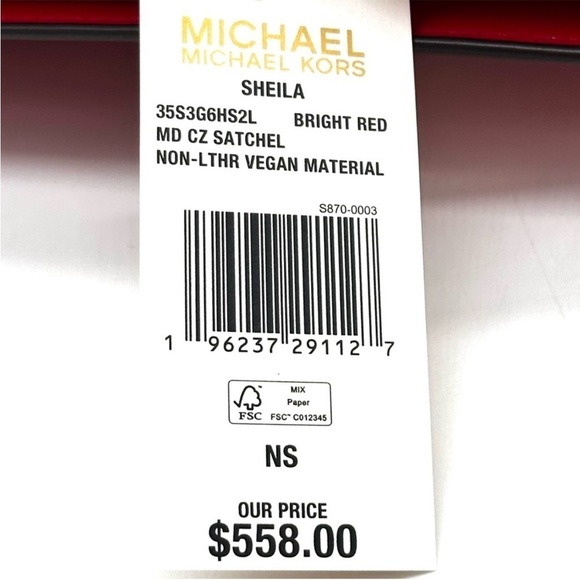 MICHAEL
MICHAEL KORS
SHEILA
35S3G6HS2L BRIGHT RED
MD CZ SATCHEL
NON-LTHR VEGAN MATERIAL
S870-0003
1 96237 29112 7
MIX
Paper
FSC™ C012345
FSC
NS
OUR PRICE
$558.00